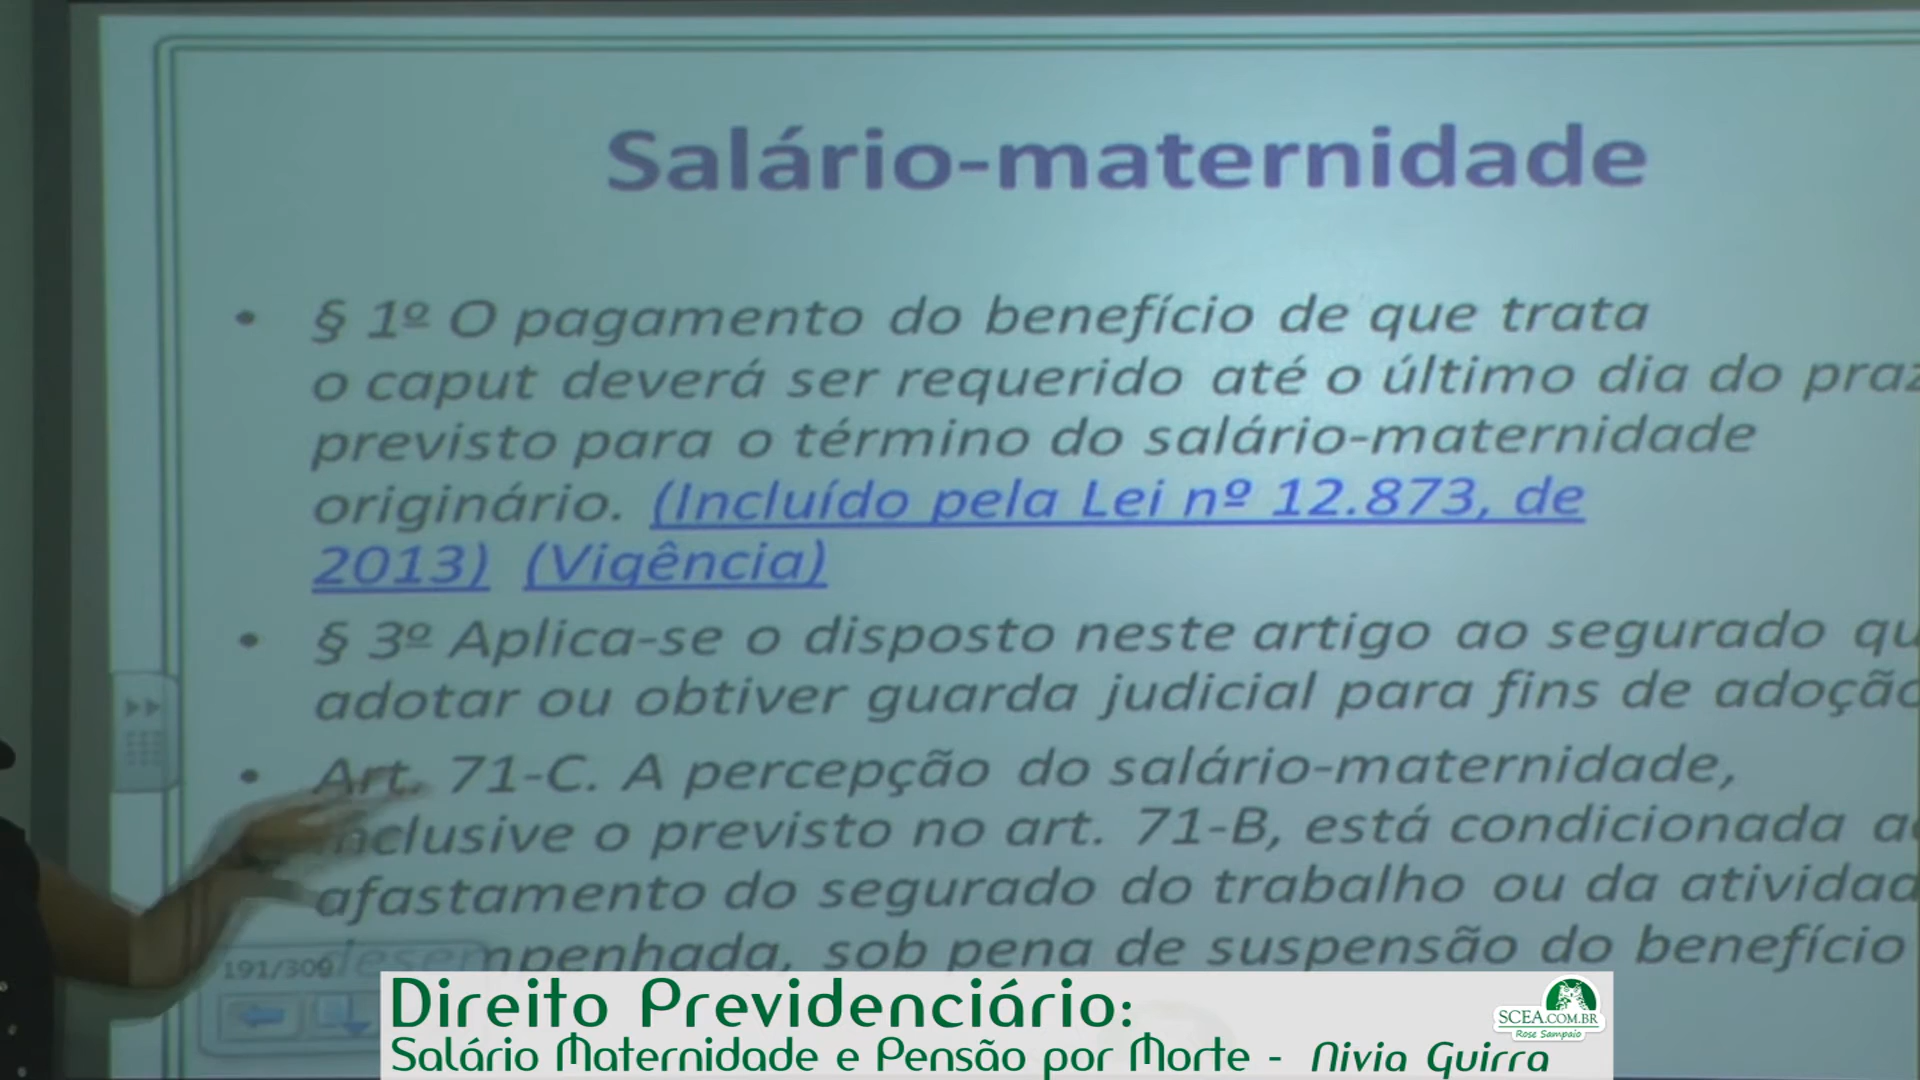 Salário-maternidade
• § 1º O pagamento do benefício de que trata
o caput deverá ser requerido até o último dia do praz
previsto para o término do salário-maternidade
originário. (Incluído pela Lei nº 12.873, de
2013) (Vigência)
• § 3º Aplica-se o disposto neste artigo ao segurado qu
adotar ou obtiver guarda judicial para fins de adoção
• Art. 71-C. A percepção do salário-maternidade,
inclusive o previsto no art. 71-B, está condicionada a
afastamento do segurado do trabalho ou da atividad
desempenhada, sob pena de suspensão do benefício
191/309
Direito Previdenciário:
Salário Maternidade e Pensão por Morte - Nivia Guirra
SCEA.COM.BR
Rose Sampaio